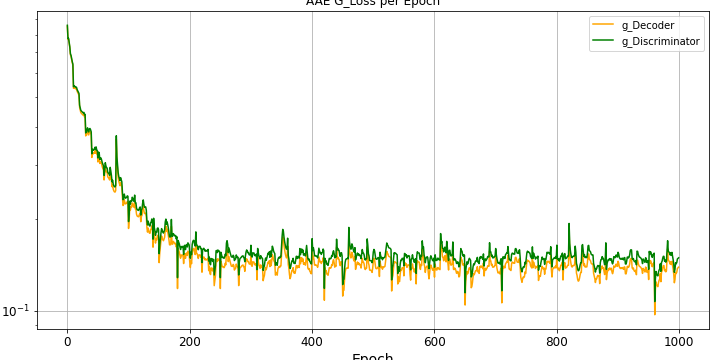 AAE G_Loss per Epoch
g_Decoder
g_Discriminator
10⁻¹
0 200 400 600 800 1000
Epoch